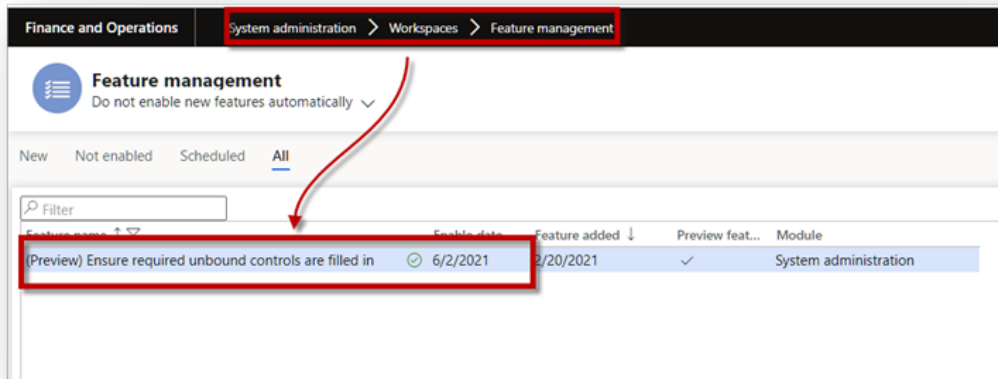 Finance and Operations System administration > Workspaces > Feature management
Feature management
Do not enable new features automatically
New Not enabled Scheduled All
Filter
Feature name Enable date Feature added ↓ Preview feat... Module
(Preview) Ensure required unbound controls are filled in 6/2/2021 2/20/2021 System administration